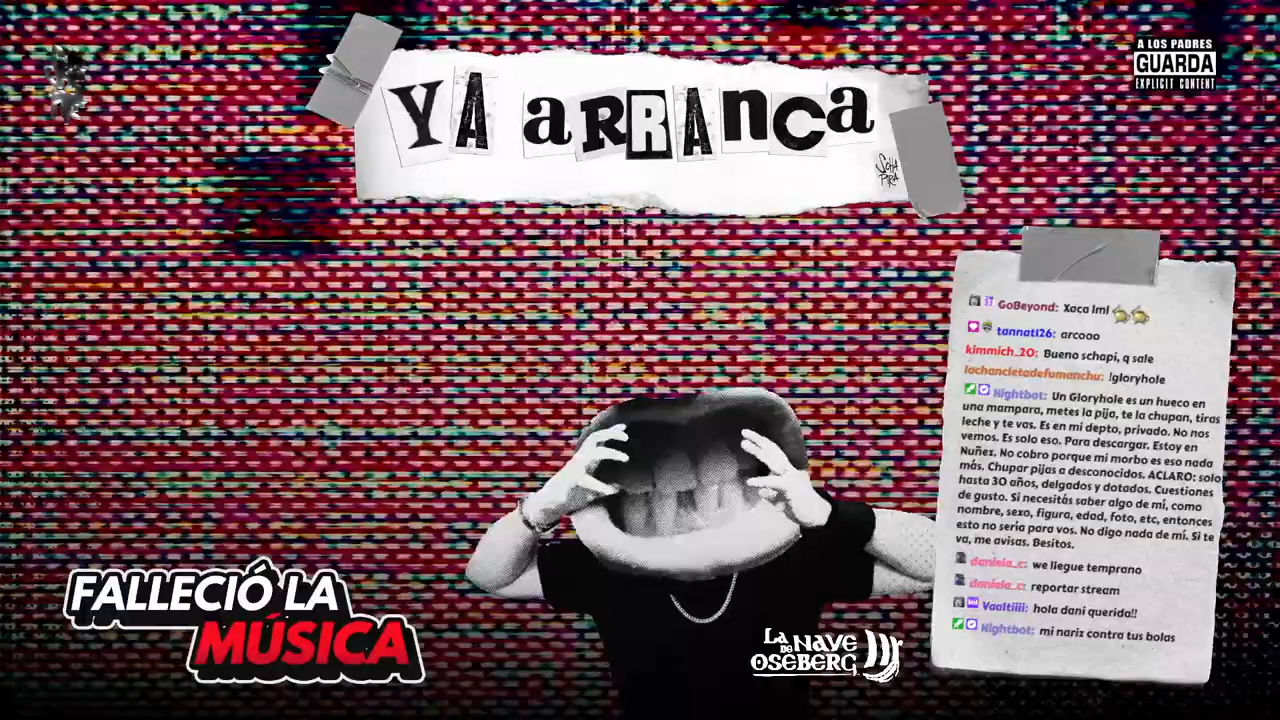 YA aRRANca
SCHA
PIRA
A LOS PADRES
GUARDA
EXPLICIT CONTENT
GoBeyond: Xaca lml
tannat126: arcooo
kimmich_20: Bueno schapi, q sale
lachancletadefumanchu: !gloryhole
Nightbot: Un Gloryhole es un hueco en
una mampara, metes la pija, te la chupan, tiras
leche y te vas. Es en mi depto, privado. No nos
vemos. Es solo eso. Para descargar. Estoy en
Nuñez. No cobro porque mi morbo es eso nada
más. Chupar pijas a desconocidos. ACLARO: solo
hasta 30 años, delgados y dotados. Cuestiones
de gusto. Si necesitás saber algo de mí, como
nombre, sexo, figura, edad, foto, etc, entonces
esto no sería para vos. No digo nada de mí. Si te
va, me avisas. Besitos.
daniela_c: we llegue temprano
daniela_c: reportar stream
Vaaltiiii: hola dani querida!!
Nightbot: mi nariz contra tus bolas
FALLECIÓ LA
MÚSICA
LA NAVE
DE
OSEBERG